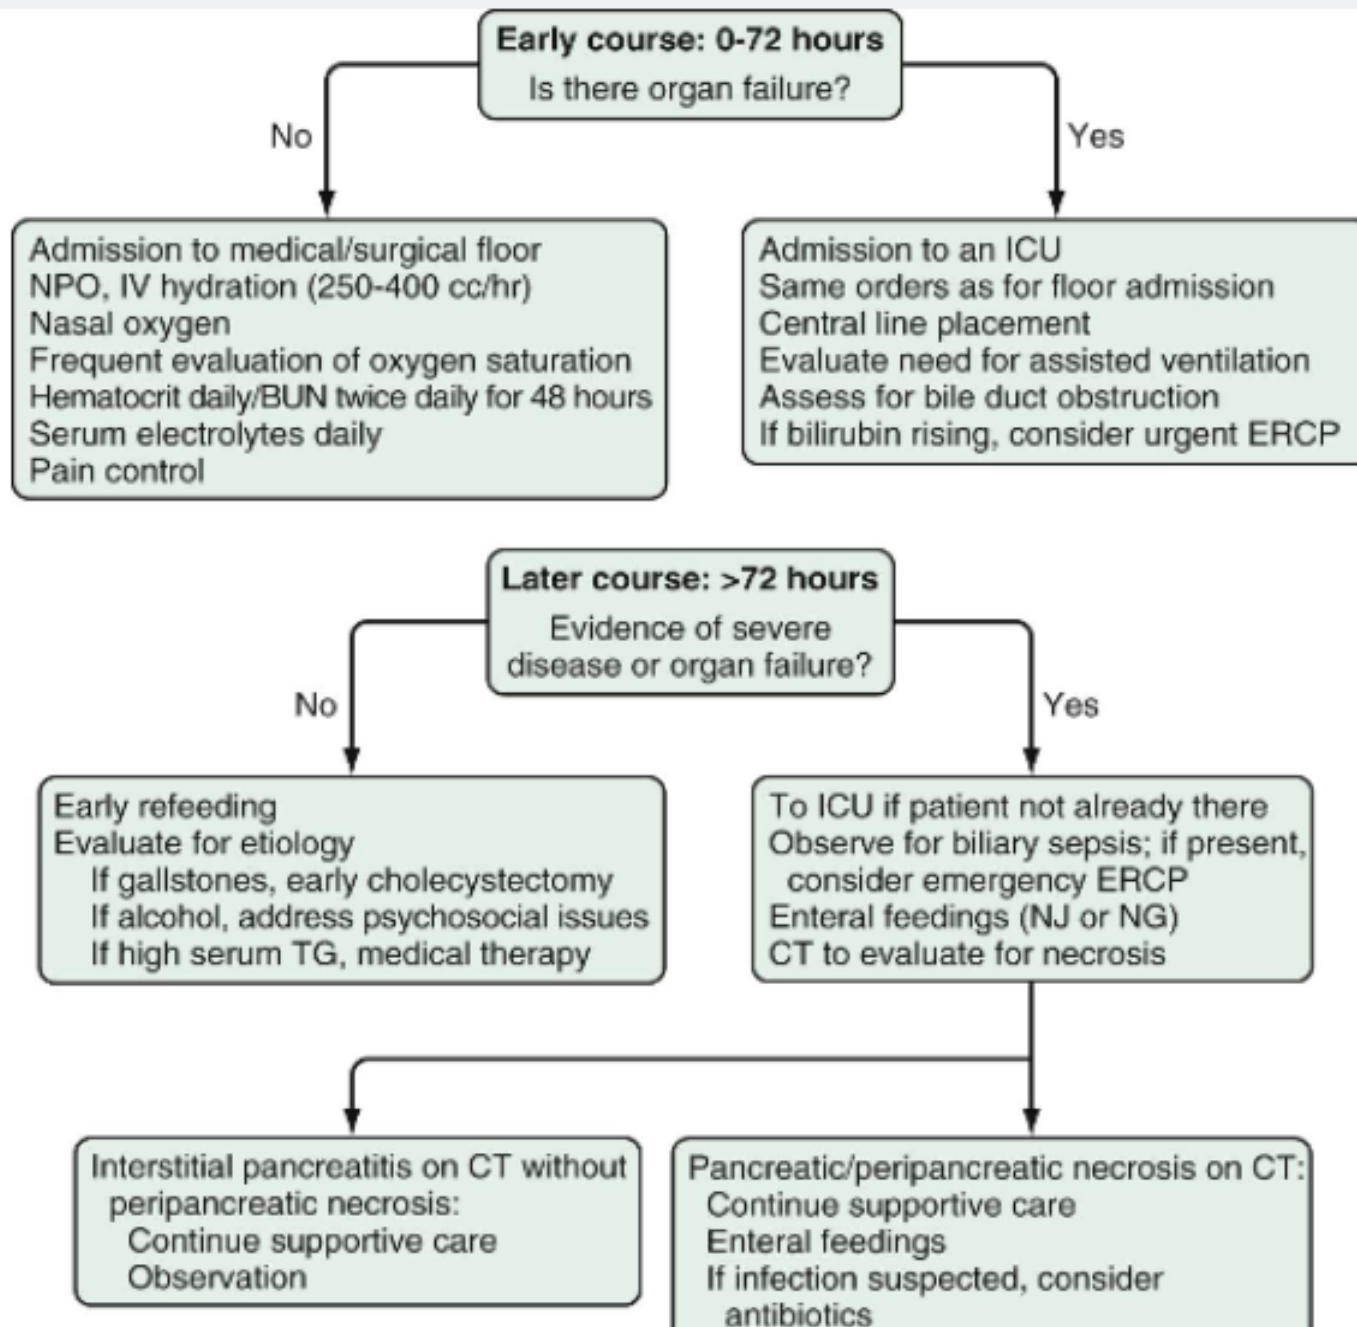 Early course: 0-72 hours
Is there organ failure?
No
Yes
Admission to medical/surgical floor
NPO, IV hydration (250-400 cc/hr)
Nasal oxygen
Frequent evaluation of oxygen saturation
Hematocrit daily/BUN twice daily for 48 hours
Serum electrolytes daily
Pain control
Admission to an ICU
Same orders as for floor admission
Central line placement
Evaluate need for assisted ventilation
Assess for bile duct obstruction
If bilirubin rising, consider urgent ERCP
Later course: >72 hours
Evidence of severe
disease or organ failure?
No
Yes
Early refeeding
Evaluate for etiology
If gallstones, early cholecystectomy
If alcohol, address psychosocial issues
If high serum TG, medical therapy
To ICU if patient not already there
Observe for biliary sepsis; if present,
consider emergency ERCP
Enteral feedings (NJ or NG)
CT to evaluate for necrosis
Interstitial pancreatitis on CT without
peripancreatic necrosis:
Continue supportive care
Observation
Pancreatic/peripancreatic necrosis on CT:
Continue supportive care
Enteral feedings
If infection suspected, consider
antibiotics